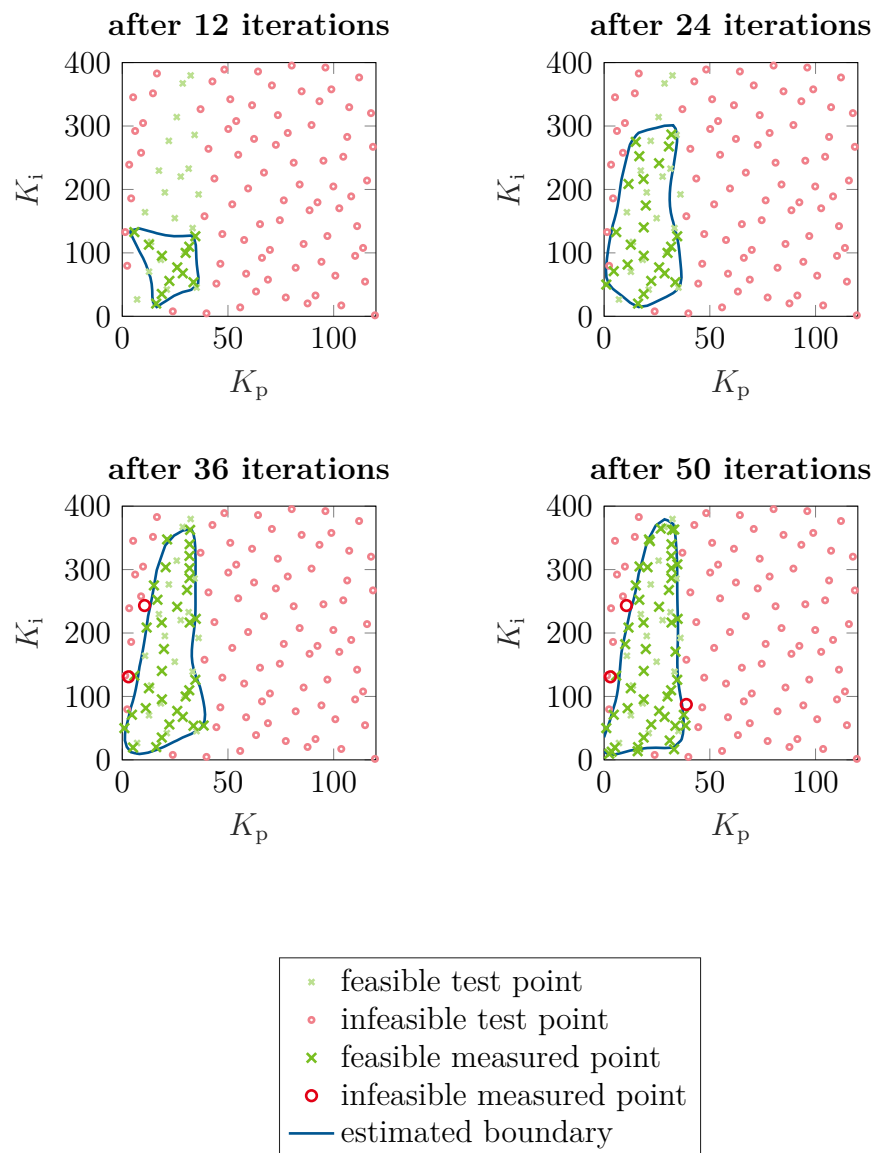 after 12 iterations
400
300
200
100
0
K_i
0 50 100
K_p
after 24 iterations
400
300
200
100
0
K_i
0 50 100
K_p
after 36 iterations
400
300
200
100
0
K_i
0 50 100
K_p
after 50 iterations
400
300
200
100
0
K_i
0 50 100
K_p
feasible test point
infeasible test point
feasible measured point
infeasible measured point
estimated boundary